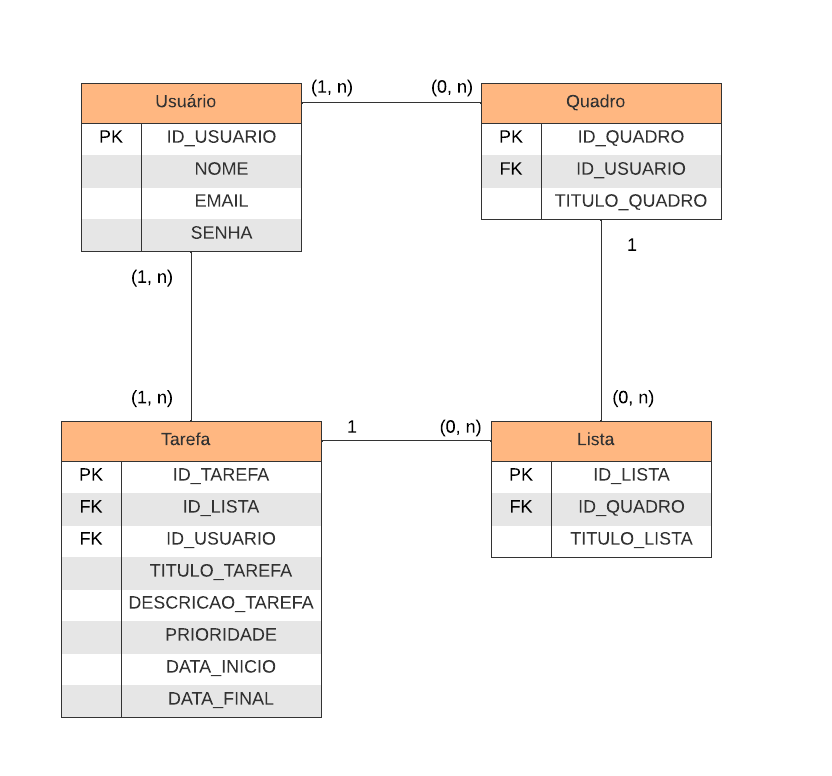 (1, n) (0, n)
Usuário
PK ID_USUARIO
NOME
EMAIL
SENHA
Quadro
PK ID_QUADRO
FK ID_USUARIO
TITULO_QUADRO
(1, n)
1
(1, n)
(0, n)
1 (0, n)
Tarefa
PK ID_TAREFA
FK ID_LISTA
FK ID_USUARIO
TITULO_TAREFA
DESCRICAO_TAREFA
PRIORIDADE
DATA_INICIO
DATA_FINAL
Lista
PK ID_LISTA
FK ID_QUADRO
TITULO_LISTA